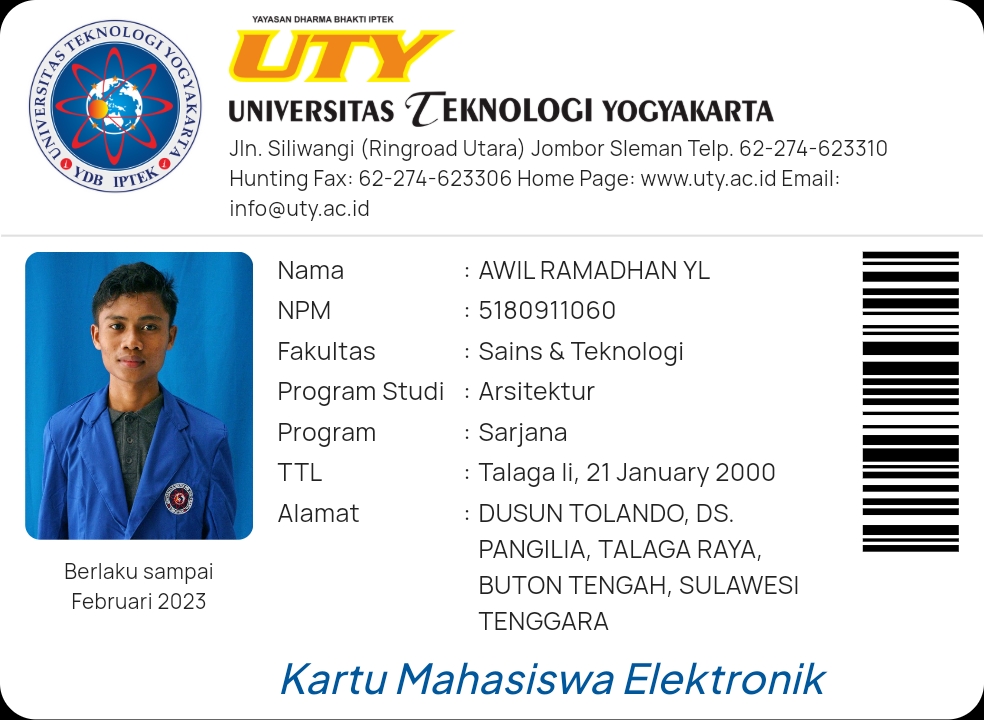 UNIVERSITAS TEKNOLOGI YOGYAKARTA
YDB IPTEK
YAYASAN DHARMA BHAKTI IPTEK
UTY
UNIVERSITAS TEKNOLOGI YOGYAKARTA
Jln. Siliwangi (Ringroad Utara) Jombor Sleman Telp. 62-274-623310
Hunting Fax: 62-274-623306 Home Page: www.uty.ac.id Email:
info@uty.ac.id
Nama : AWIL RAMADHAN YL
NPM : 5180911060
Fakultas : Sains & Teknologi
Program Studi : Arsitektur
Program : Sarjana
TTL : Talaga Ii, 21 January 2000
Alamat : DUSUN TOLANDO, DS.
PANGILIA, TALAGA RAYA,
BUTON TENGAH, SULAWESI
TENGGARA
Berlaku sampai
Februari 2023
Kartu Mahasiswa Elektronik